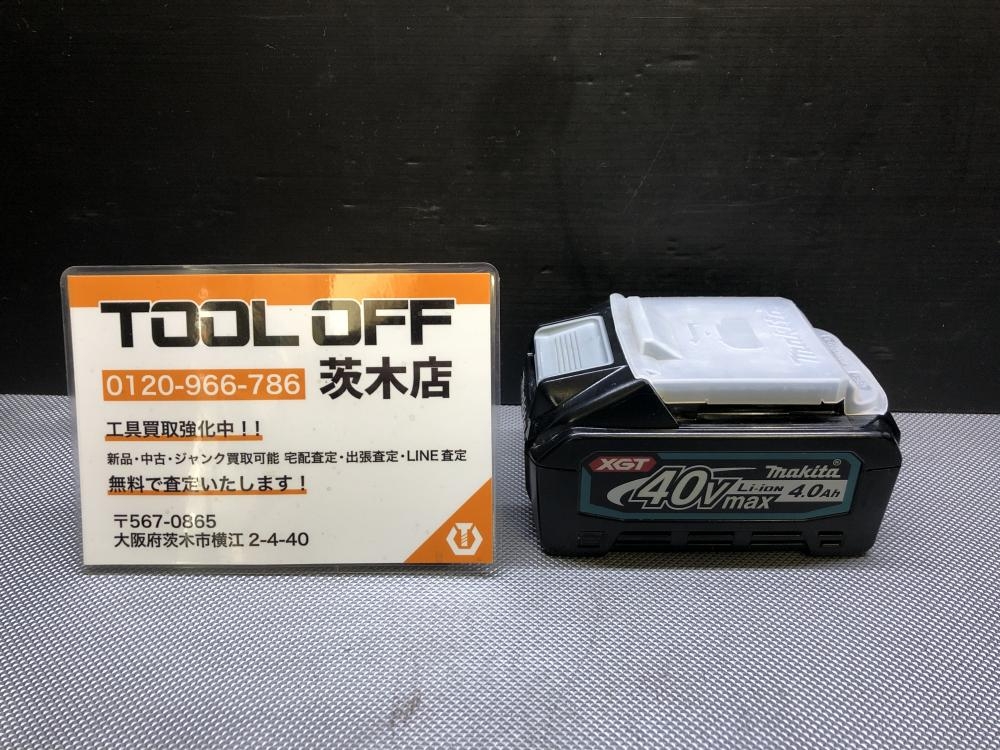 TOOL OFF
0120-966-786 茨木店
工具買取強化中！！
新品・中古・ジャンク買取可能 宅配査定・出張査定・LINE査定
無料で査定いたします！
〒567-0865
大阪府茨木市横江 2-4-40
makita
XGT
makita
40Vmax Li-ion 4.0Ah